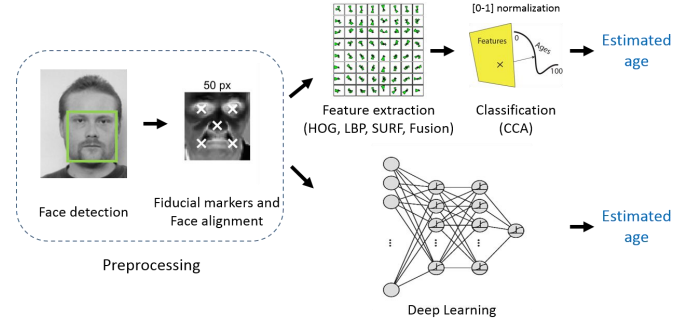 [0-1] normalization
50 px
Features
0
Ages
100
Estimated
age
Feature extraction
(HOG, LBP, SURF, Fusion)
Classification
(CCA)
Face detection
Fiducial markers and
Face alignment
Preprocessing
Estimated
age
Deep Learning